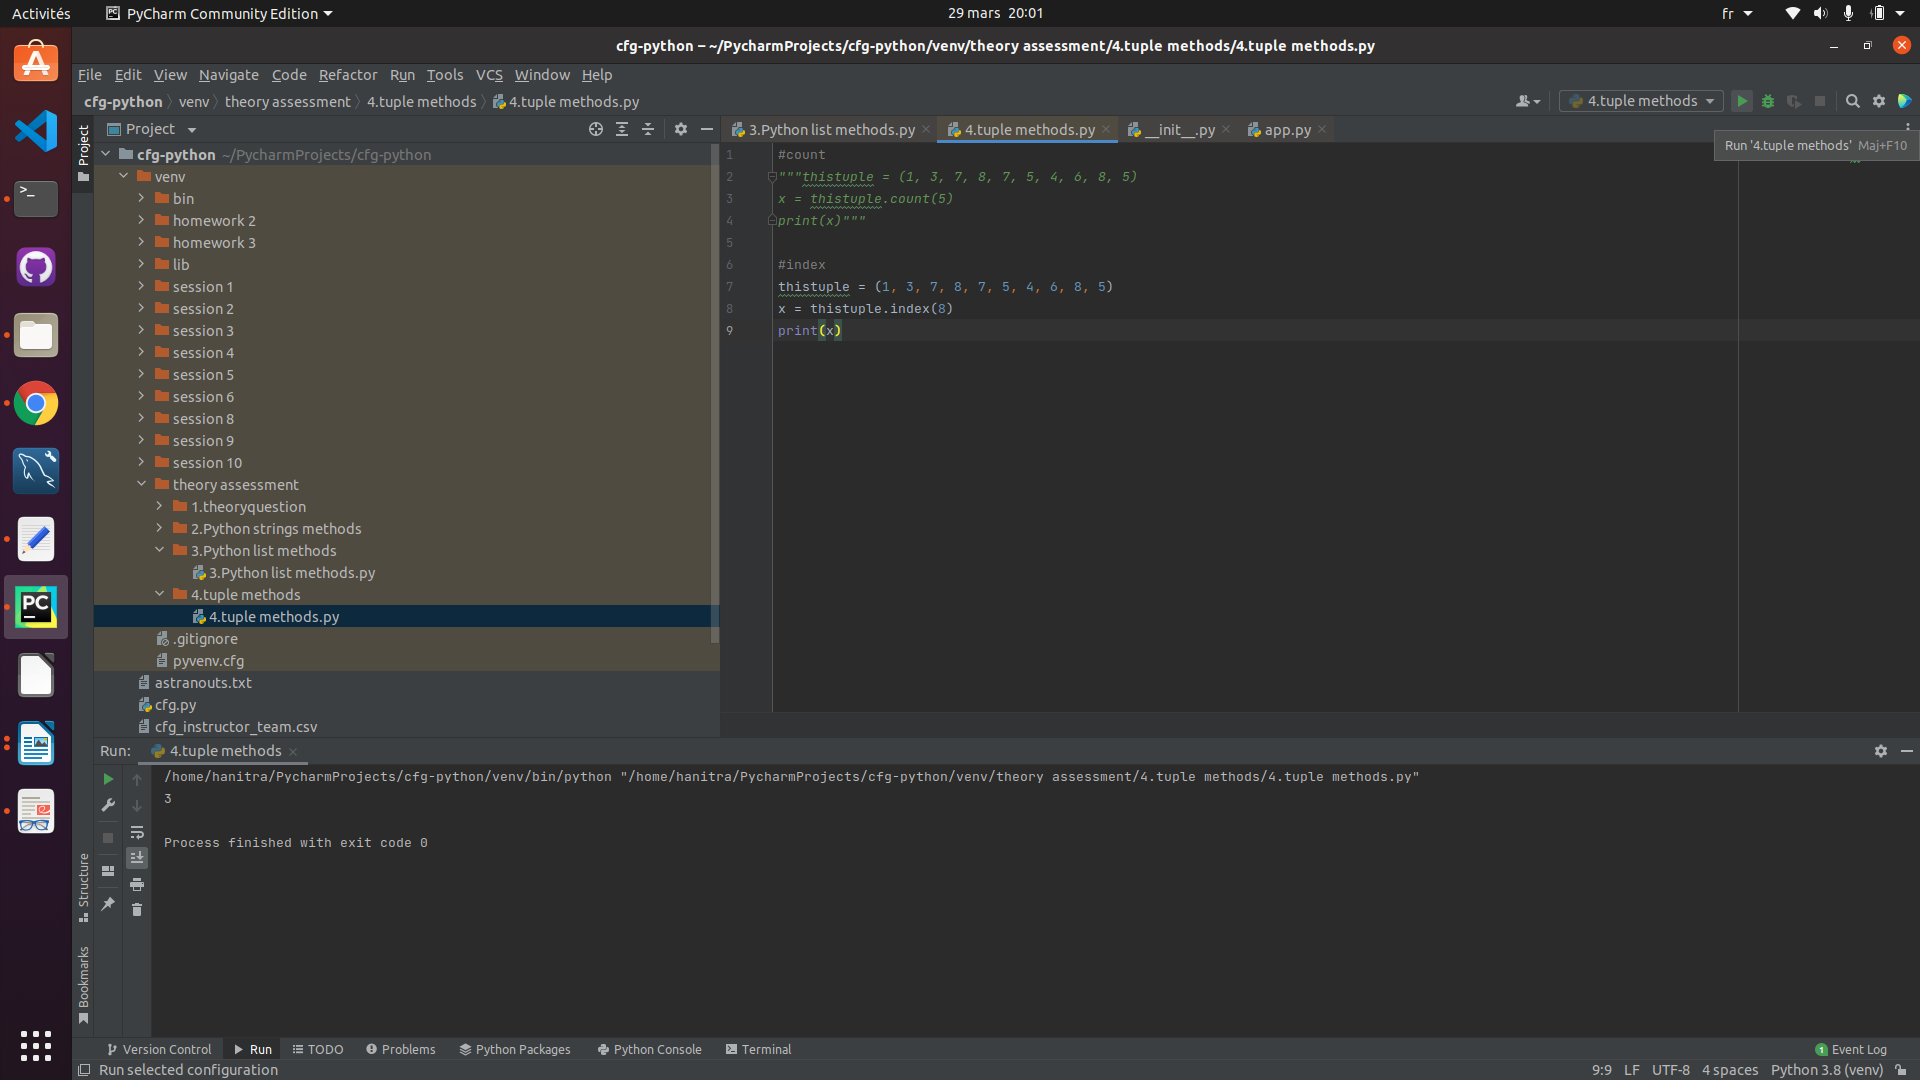 Activités
PyCharm Community Edition
29 mars 20:01
fr
cfg-python – ~/PycharmProjects/cfg-python/venv/theory assessment/4.tuple methods/4.tuple methods.py
File Edit View Navigate Code Refactor Run Tools VCS Window Help
cfg-python venv theory assessment 4.tuple methods 4.tuple methods.py
4.tuple methods
Project
Project
3.Python list methods.py
4.tuple methods.py
__init__.py
app.py
Run '4.tuple methods' Maj+F10
cfg-python ~/PycharmProjects/cfg-python
venv
bin
homework 2
homework 3
lib
session 1
session 2
session 3
session 4
session 5
session 6
session 8
session 9
session 10
theory assessment
1.theoryquestion
2.Python strings methods
3.Python list methods
3.Python list methods.py
4.tuple methods
4.tuple methods.py
.gitignore
pyvenv.cfg
astranouts.txt
cfg.py
cfg_instructor_team.csv
1 #count
2 """thistuple = (1, 3, 7, 8, 7, 5, 4, 6, 8, 5)
3 x = thistuple.count(5)
4 print(x)"""
5
6 #index
7 thistuple = (1, 3, 7, 8, 7, 5, 4, 6, 8, 5)
8 x = thistuple.index(8)
9 print(x)
Run: 4.tuple methods
/home/hanitra/PycharmProjects/cfg-python/venv/bin/python "/home/hanitra/PycharmProjects/cfg-python/venv/theory assessment/4.tuple methods/4.tuple methods.py"
3
Process finished with exit code 0
Structure
Bookmarks
Version Control Run TODO Problems Python Packages Python Console Terminal
1 Event Log
Run selected configuration
9:9 LF UTF-8 4 spaces Python 3.8 (venv)